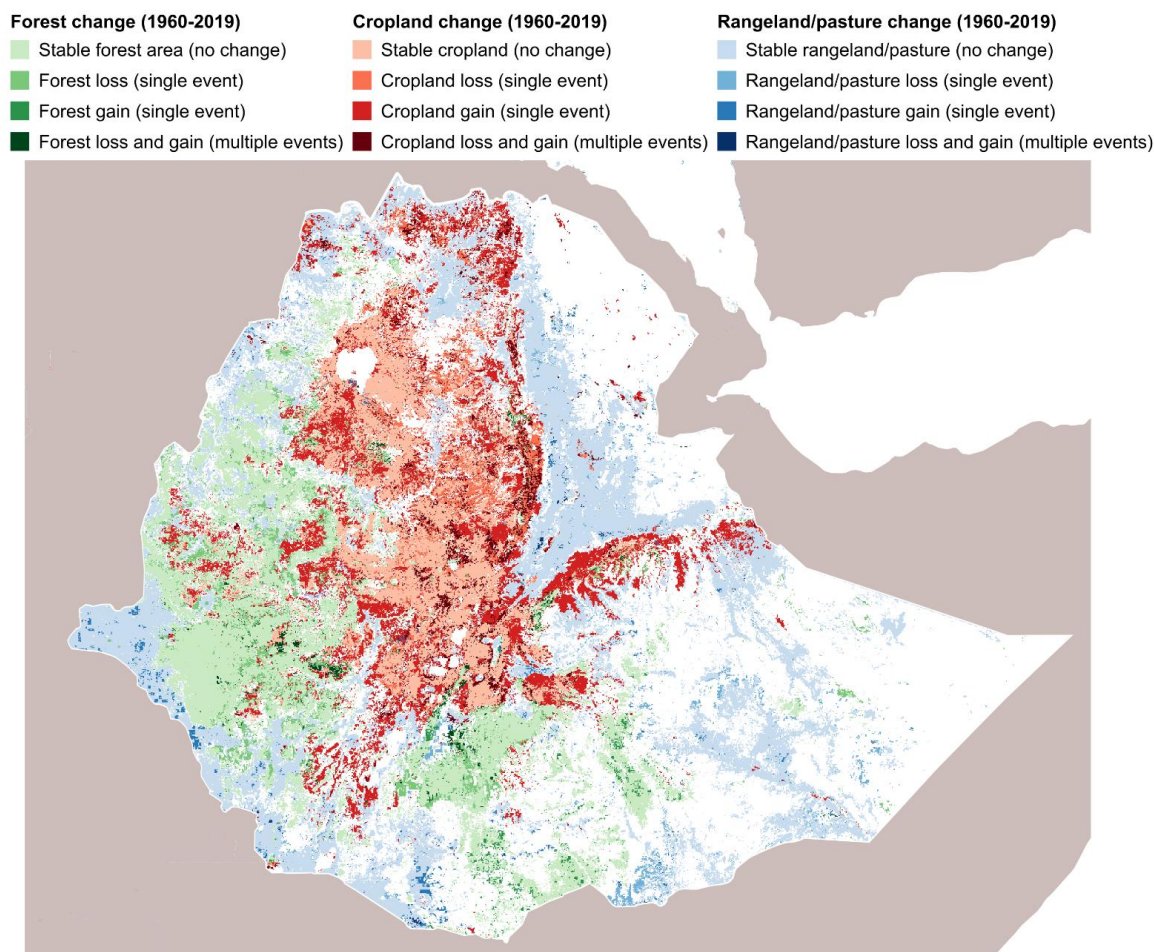 Forest change (1960-2019)
Stable forest area (no change)
Forest loss (single event)
Forest gain (single event)
Forest loss and gain (multiple events)
Cropland change (1960-2019)
Stable cropland (no change)
Cropland loss (single event)
Cropland gain (single event)
Cropland loss and gain (multiple events)
Rangeland/pasture change (1960-2019)
Stable rangeland/pasture (no change)
Rangeland/pasture loss (single event)
Rangeland/pasture gain (single event)
Rangeland/pasture loss and gain (multiple events)